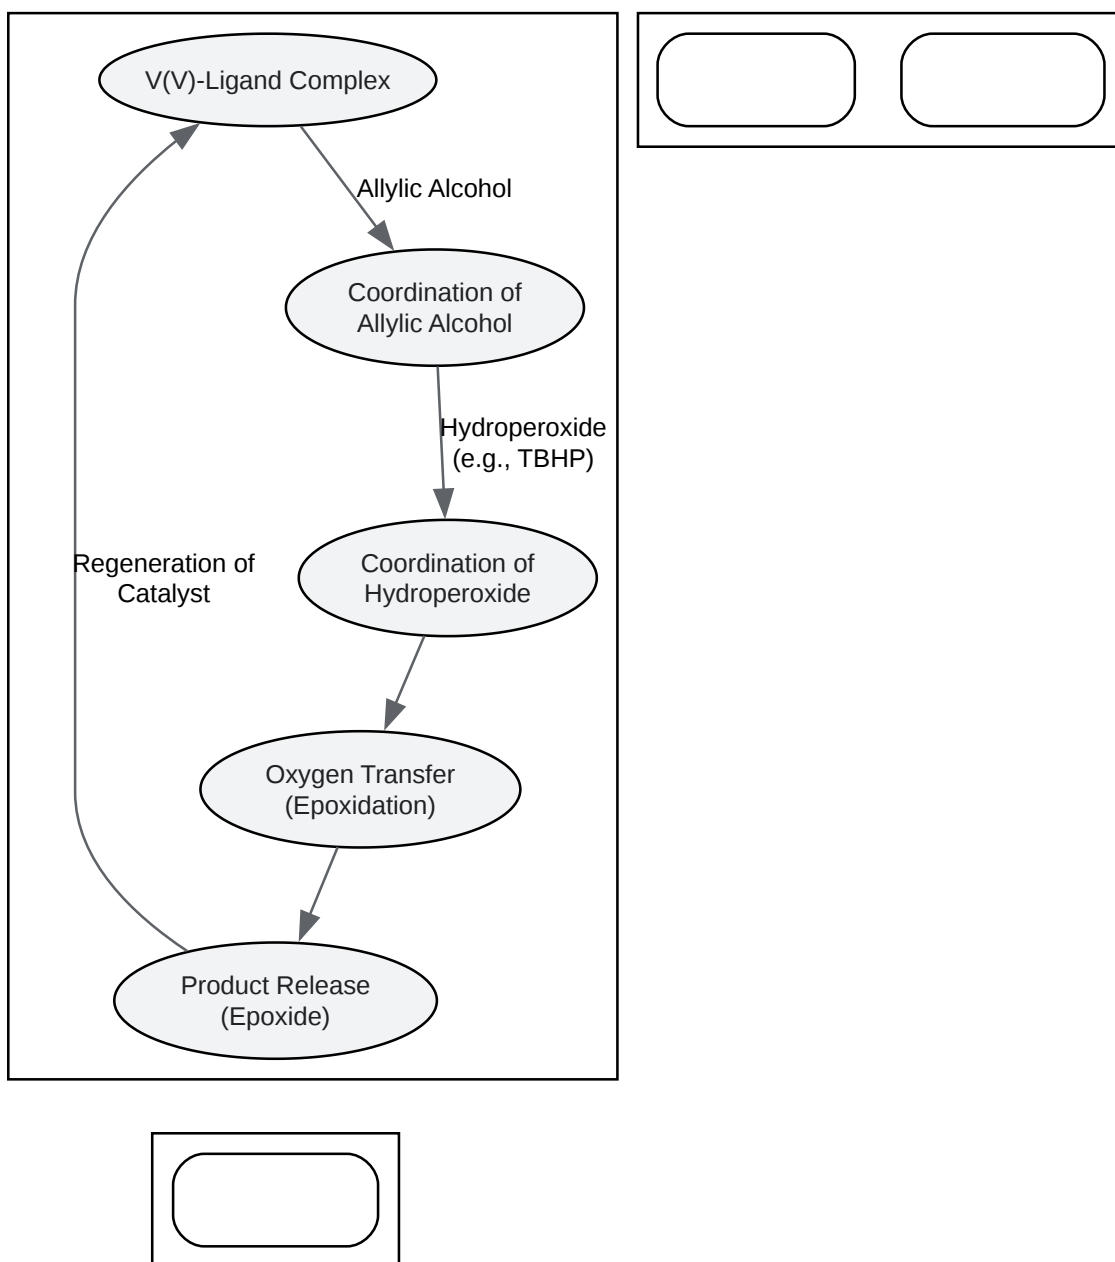 V(V)-Ligand Complex
Allylic Alcohol
Coordination of
Allylic Alcohol
Hydroperoxide
(e.g., TBHP)
Regeneration of
Catalyst
Coordination of
Hydroperoxide
Oxygen Transfer
(Epoxidation)
Product Release
(Epoxide)